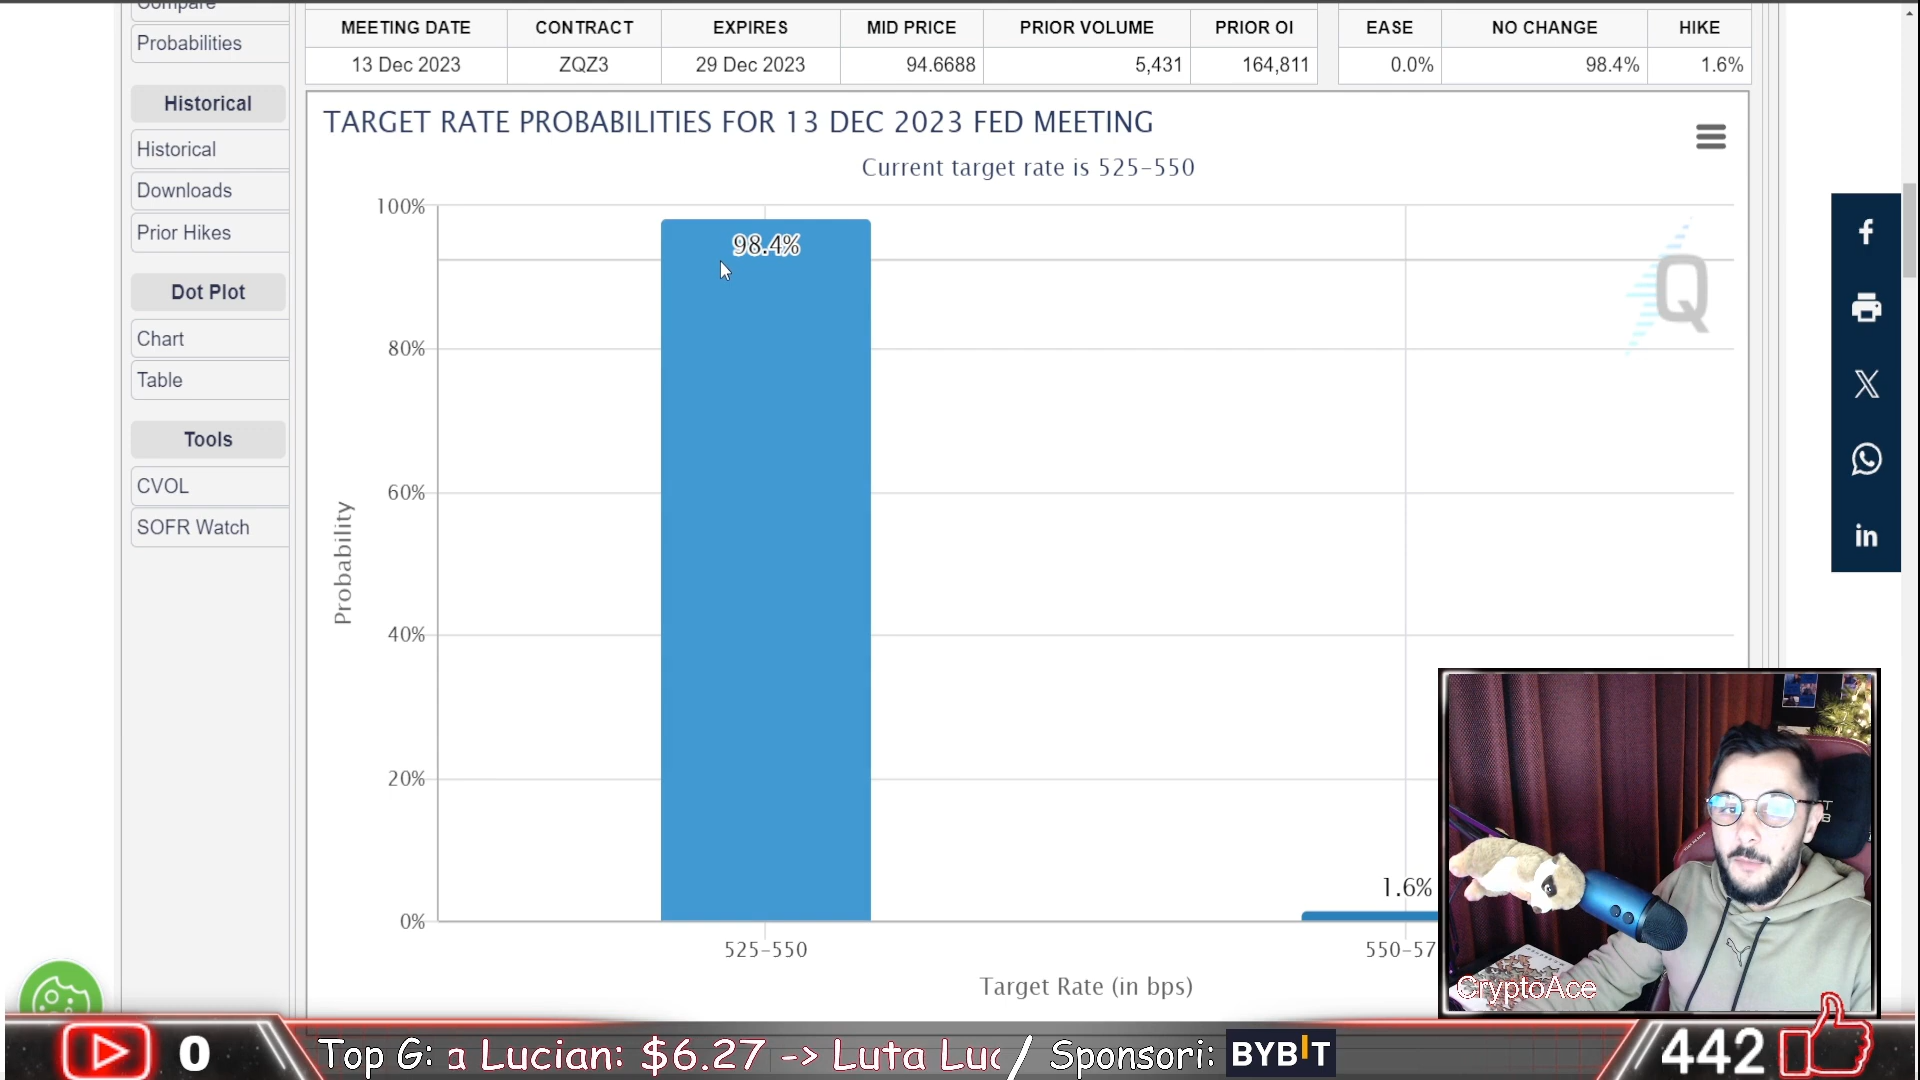 Compare
Probabilities
Historical
Historical
Downloads
Prior Hikes
Dot Plot
Chart
Table
Tools
CVOL
SOFR Watch
MEETING DATE CONTRACT EXPIRES MID PRICE PRIOR VOLUME PRIOR OI EASE NO CHANGE HIKE
13 Dec 2023 ZQZ3 29 Dec 2023 94.6688 5,431 164,811 0.0% 98.4% 1.6%
TARGET RATE PROBABILITIES FOR 13 DEC 2023 FED MEETING
Current target rate is 525-550
Probability
100%
80%
60%
40%
20%
0%
98.4%
1.6%
525-550
550-57
Target Rate (in bps)
Q
f
X
in
CryptoAce
0
Top G: a Lucian: $6.27 -> Luta Luc / Sponsori: BYBIT
442